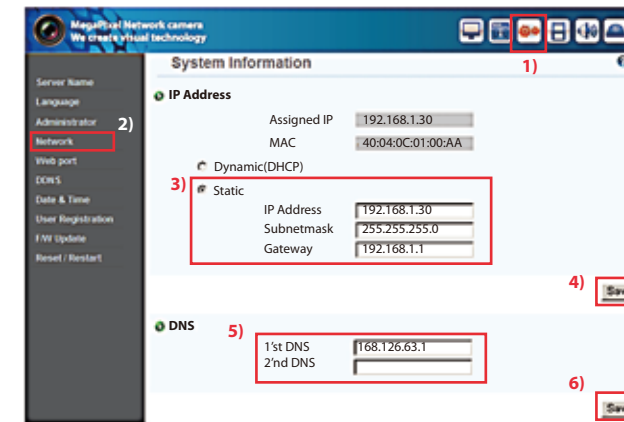 MegaPixel Network camera
We create visual technology
1)
System Information
Server Name
Language
Administrator
2)
Network
Web port
DDNS
Date & Time
User Registration
F/W Update
Reset / Restart
IP Address
Assigned IP 192.168.1.30
MAC 40:04:0C:01:00:AA
Dynamic(DHCP)
3)
Static
IP Address 192.168.1.30
Subnetmask 255.255.255.0
Gateway 192.168.1.1
4)
Sav
DNS
5)
1'st DNS 168.126.63.1
2'nd DNS
6)
Sav